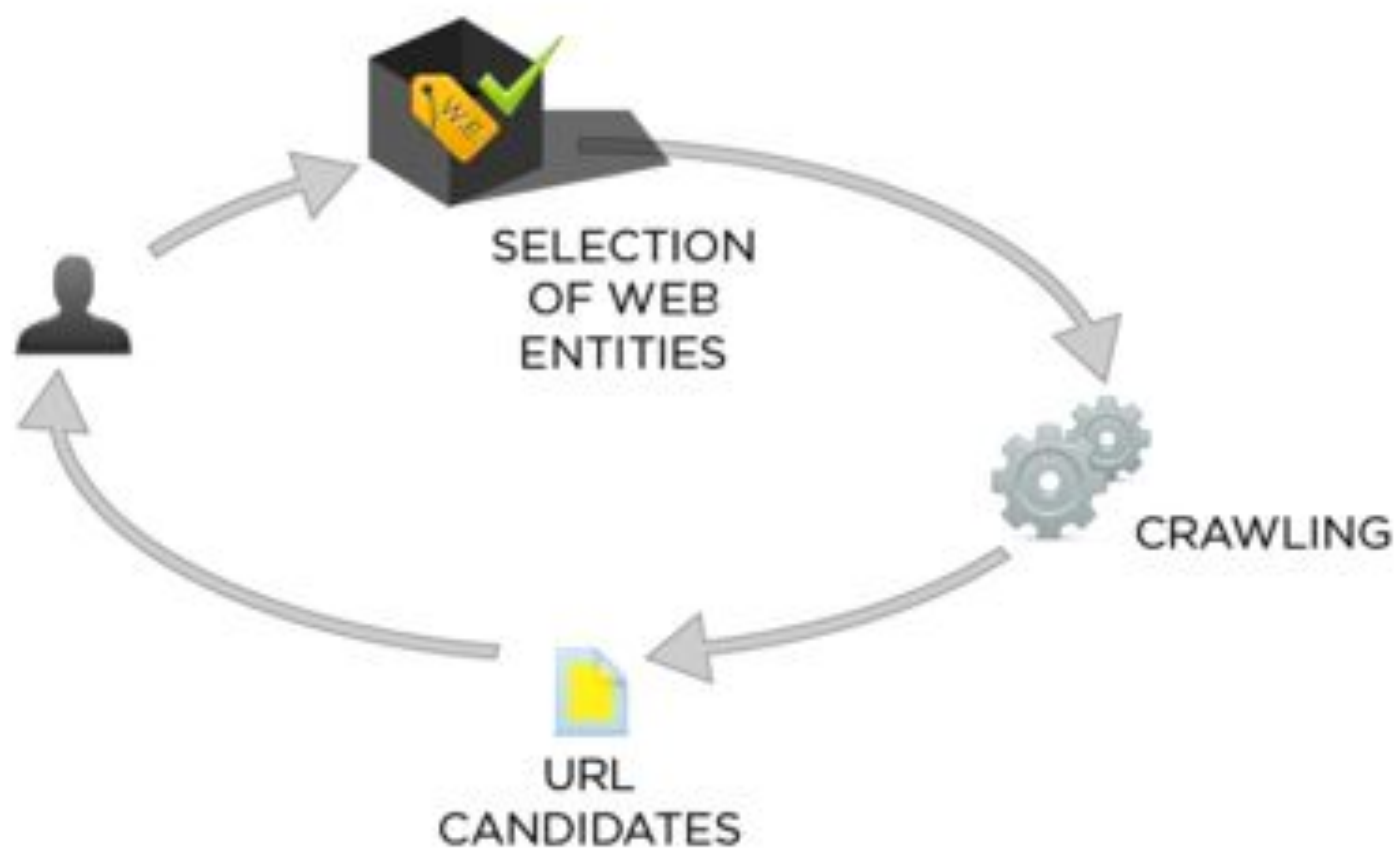 W.E
SELECTION
OF WEB
ENTITIES
CRAWLING
URL
CANDIDATES